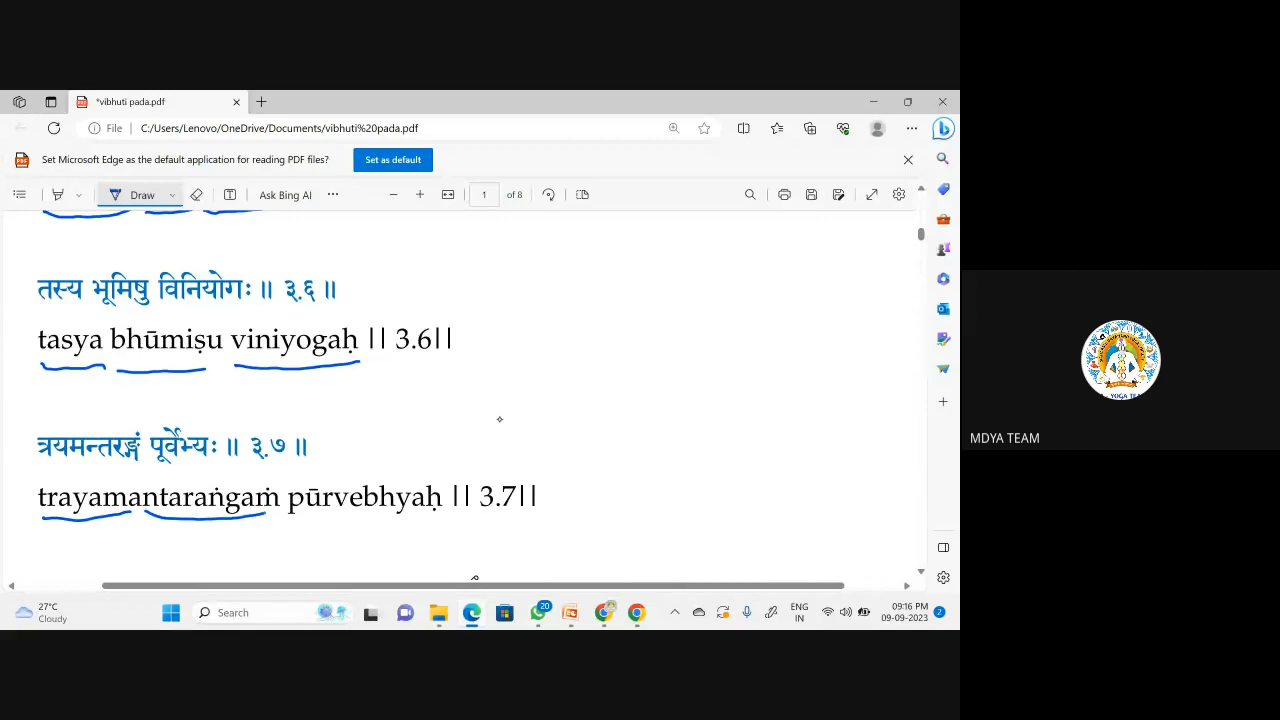 *vibhuti pada.pdf
File | C:/Users/Lenovo/OneDrive/Documents/vibhuti%20pada.pdf
Set Microsoft Edge as the default application for reading PDF files? Set as default
Draw Ask Bing AI ... 1 of 8
तस्य भूमिषु विनियोगः॥ ३.६॥
tasya bhūmiṣu viniyogaḥ || 3.6||
त्रयमन्तरङ्गं पूर्वेभ्यः॥ ३.७॥
trayamantaraṅgaṁ pūrvebhyaḥ || 3.7||
MDYA TEAM
27°C
Cloudy
Search
20
ENG
IN
09:16 PM
09-09-2023
2